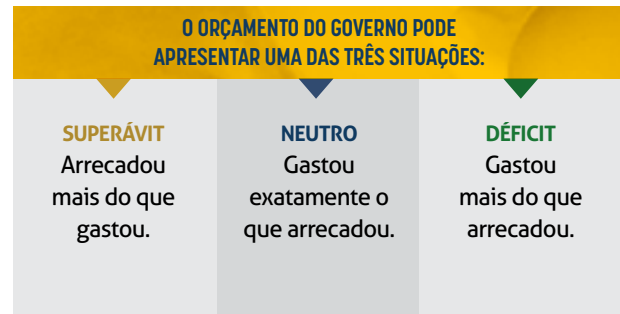 O ORÇAMENTO DO GOVERNO PODE
APRESENTAR UMA DAS TRÊS SITUAÇÕES:
SUPERÁVIT
Arrecadou
mais do que
gastou.
NEUTRO
Gastou
exatamente o
que arrecadou.
DÉFICIT
Gastou
mais do que
arrecadou.